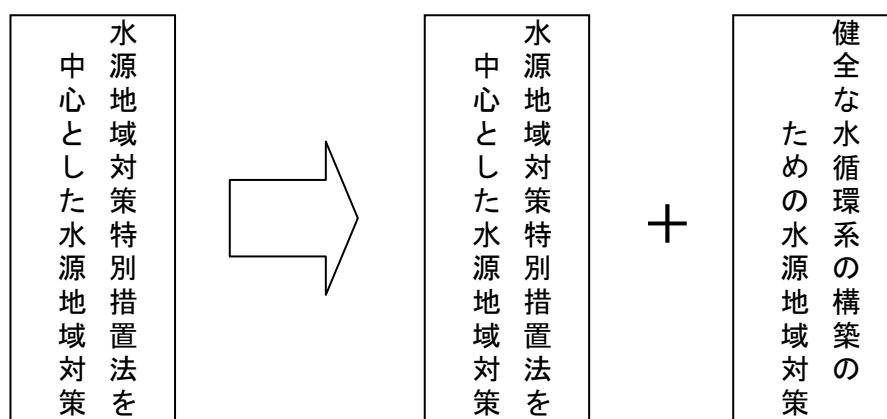 水源地域対策特別措置法を
中心とした水源地域対策
水源地域対策特別措置法を
中心とした水源地域対策
＋
健全な水循環系の構築の
ための水源地域対策